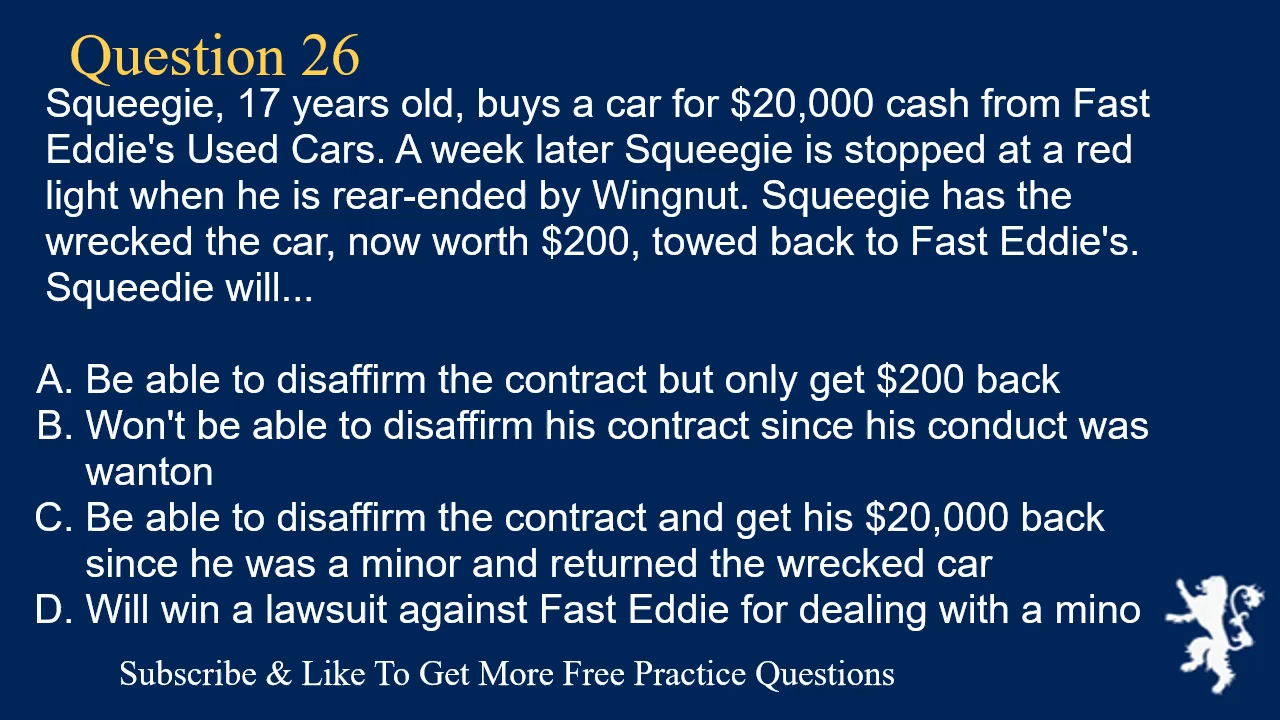 Question 26
Squeegie, 17 years old, buys a car for $20,000 cash from Fast
Eddie's Used Cars. A week later Squeegie is stopped at a red
light when he is rear-ended by Wingnut. Squeegie has the
wrecked the car, now worth $200, towed back to Fast Eddie's.
Squeedie will...
A. Be able to disaffirm the contract but only get $200 back
B. Won't be able to disaffirm his contract since his conduct was
wanton
C. Be able to disaffirm the contract and get his $20,000 back
since he was a minor and returned the wrecked car
D. Will win a lawsuit against Fast Eddie for dealing with a mino
Subscribe & Like To Get More Free Practice Questions